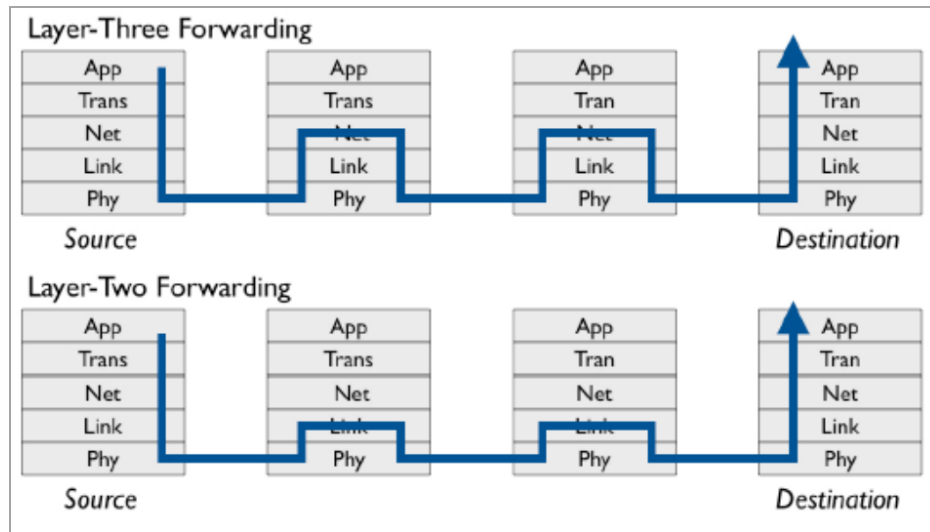 Layer-Three Forwarding
App App App App
Trans Trans Tran Tran
Net Net Net Net
Link Link Link Link
Phy Phy Phy Phy
Source Destination
Layer-Two Forwarding
App App App App
Trans Trans Tran Tran
Net Net Net Net
Link Link Link Link
Phy Phy Phy Phy
Source Destination